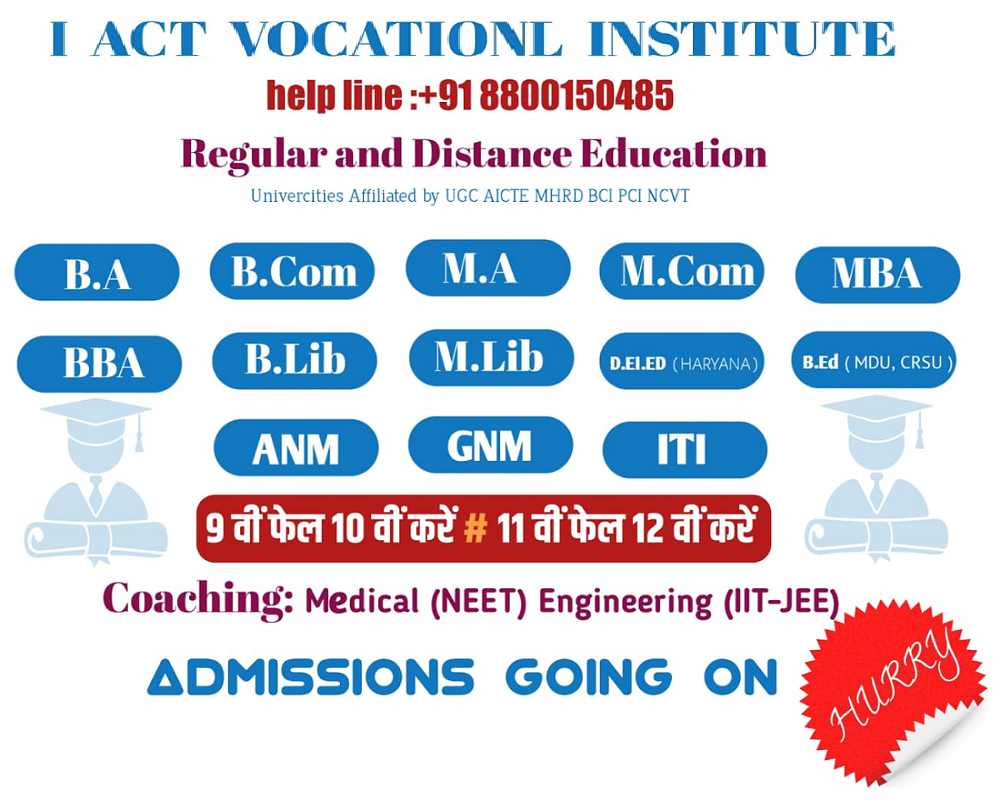 I ACT VOCATIONL INSTITUTE
help line :+91 8800150485
Regular and Distance Education
Univercities Affiliated by UGC AICTE MHRD BCI PCI NCVT
B.A B.Com M.A M.Com MBA
BBA B.Lib M.Lib D.El.ED (HARYANA) B.Ed ( MDU, CRSU )
ANM GNM ITI
9 वीं फेल 10 वीं करें # 11 वीं फेल 12 वीं करें
Coaching: Medical (NEET) Engineering (IIT-JEE)
ADMISSIONS GOING ON
HURRY